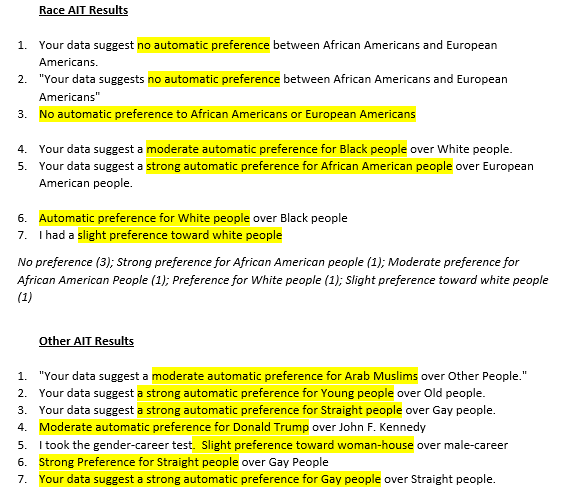 Race AIT Results
1. Your data suggest no automatic preference between African Americans and European
Americans.
2. "Your data suggests no automatic preference between African Americans and European
Americans"
3. No automatic preference to African Americans or European Americans
4. Your data suggest a moderate automatic preference for Black people over White people.
5. Your data suggest a strong automatic preference for African American people over European
American people.
6. Automatic preference for White people over Black people
7. I had a slight preference toward white people
No preference (3); Strong preference for African American people (1); Moderate preference for
African American People (1); Preference for White people (1); Slight preference toward white people
(1)
Other AIT Results
1. "Your data suggest a moderate automatic preference for Arab Muslims over Other People."
2. Your data suggest a strong automatic preference for Young people over Old people.
3. Your data suggest a strong automatic preference for Straight people over Gay people.
4. Moderate automatic preference for Donald Trump over John F. Kennedy
5. I took the gender-career test. Slight preference toward woman-house over male-career
6. Strong Preference for Straight people over Gay People
7. Your data suggest a strong automatic preference for Gay people over Straight people.